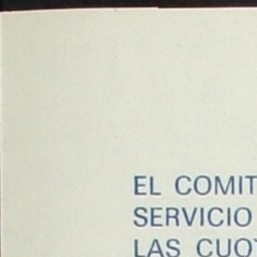 EL COMIT
SERVICIO
LAS CUOT